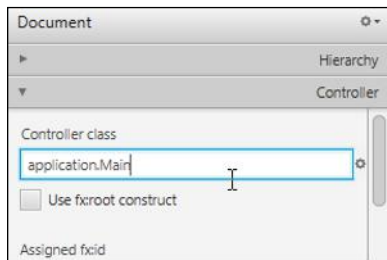 Document
Hierarchy
Controller
Controller class
application.Main
Use fx:root construct
Assigned fx:id